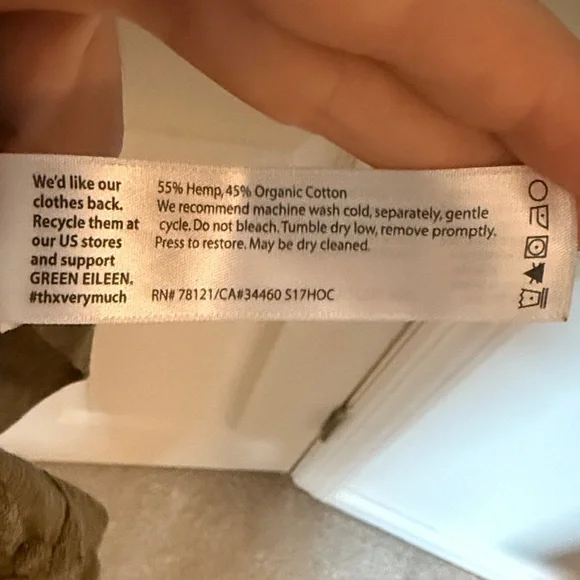 We'd like our
clothes back.
Recycle them at
our US stores
and support
GREEN EILEEN.
#thxverymuch
55% Hemp, 45% Organic Cotton
We recommend machine wash cold, separately, gentle
cycle. Do not bleach. Tumble dry low, remove promptly.
Press to restore. May be dry cleaned.
RN# 78121/CA#34460 S17HOC